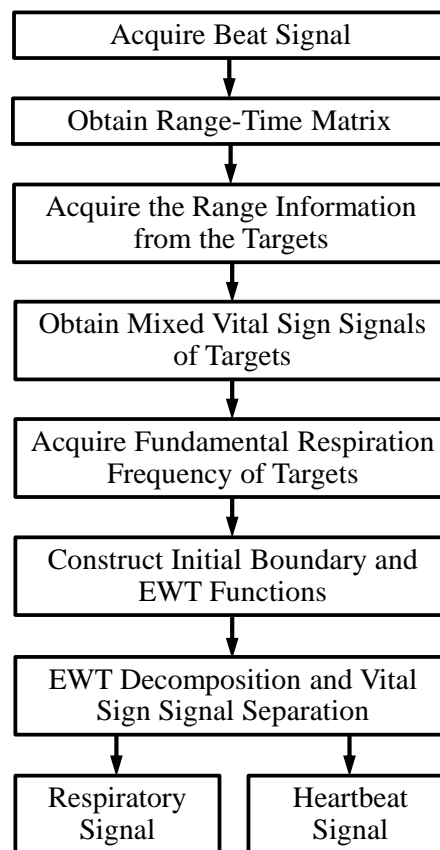 Acquire Beat Signal
Obtain Range-Time Matrix
Acquire the Range Information
from the Targets
Obtain Mixed Vital Sign Signals
of Targets
Acquire Fundamental Respiration
Frequency of Targets
Construct Initial Boundary and
EWT Functions
EWT Decomposition and Vital
Sign Signal Separation
Respiratory
Signal
Heartbeat
Signal